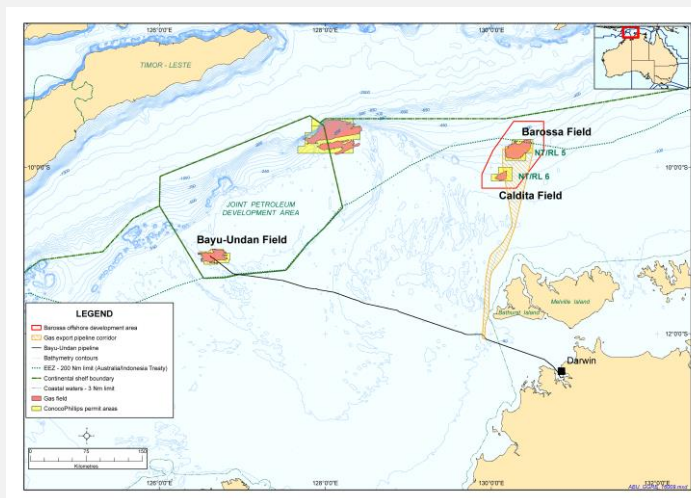 126°0'0"E
128°0'0"E
130°0'0"E
TIMOR - LESTE
Barossa Field
NT/RL 5
10°0'0"S
10°0'0"S
NT/RL 6
Caldita Field
JOINT PETROLEUM
DEVELOPMENT AREA
Bayu-Undan Field
Melville Island
Bathurst Island
12°0'0"S
Darwin
LEGEND
Barossa offshore development area
Gas export pipeline corridor
Bayu-Undan pipeline
Bathymetry contours
EEZ - 200 Nm limit (Australia/Indonesia Treaty)
Continental shelf boundary
Coastal waters - 3 Nm limit
Gas field
ConocoPhillips permit areas
0 75 150
Kilometres
126°0'0"E
128°0'0"E
130°0'0"E
132°0'0"E